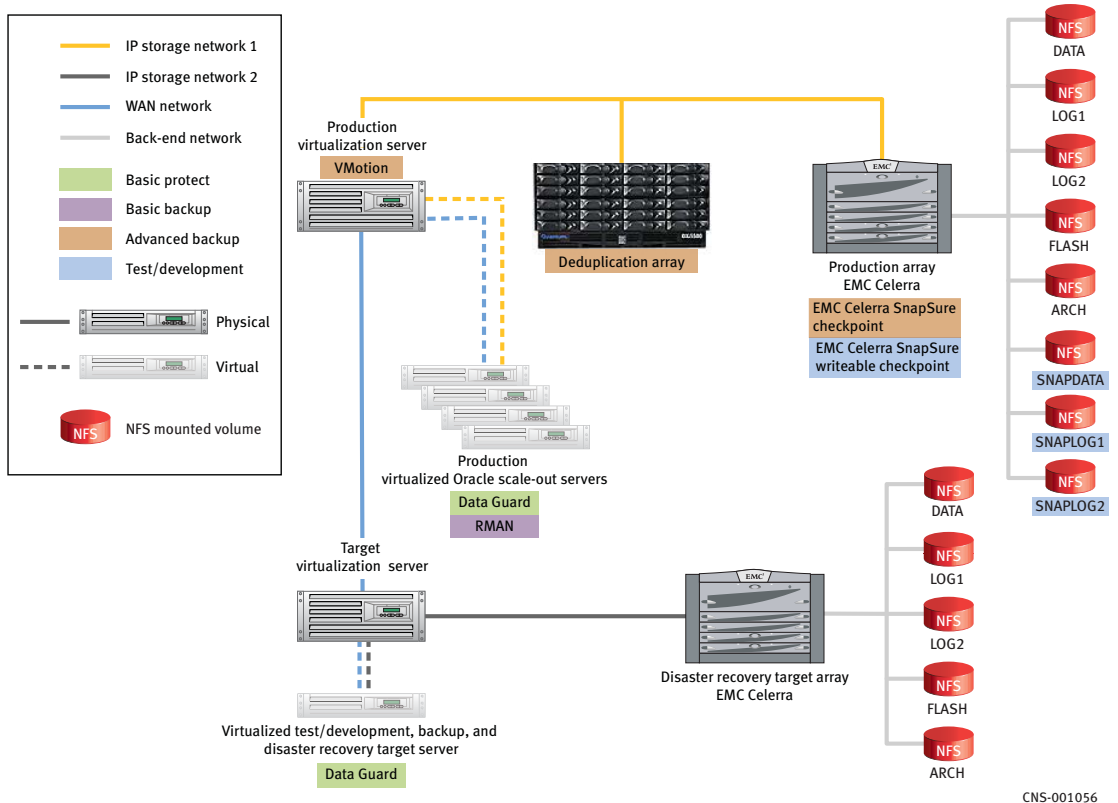 IP storage network 1
IP storage network 2
WAN network
Back-end network
Basic protect
Basic backup
Advanced backup
Test/development
Physical
Virtual
NFS
NFS mounted volume
Production
virtualization server
VMotion
Deduplication array
EMC²
Production array
EMC Celerra
EMC Celerra SnapSure
checkpoint
EMC Celerra SnapSure
writeable checkpoint
NFS
DATA
NFS
LOG1
NFS
LOG2
NFS
FLASH
NFS
ARCH
NFS
SNAPDATA
NFS
SNAPLOG1
NFS
SNAPLOG2
Production
virtualized Oracle scale-out servers
Data Guard
RMAN
Target
virtualization server
EMC²
Disaster recovery target array
EMC Celerra
NFS
DATA
NFS
LOG1
NFS
LOG2
NFS
FLASH
NFS
ARCH
Virtualized test/development, backup, and
disaster recovery target server
Data Guard
CNS-001056